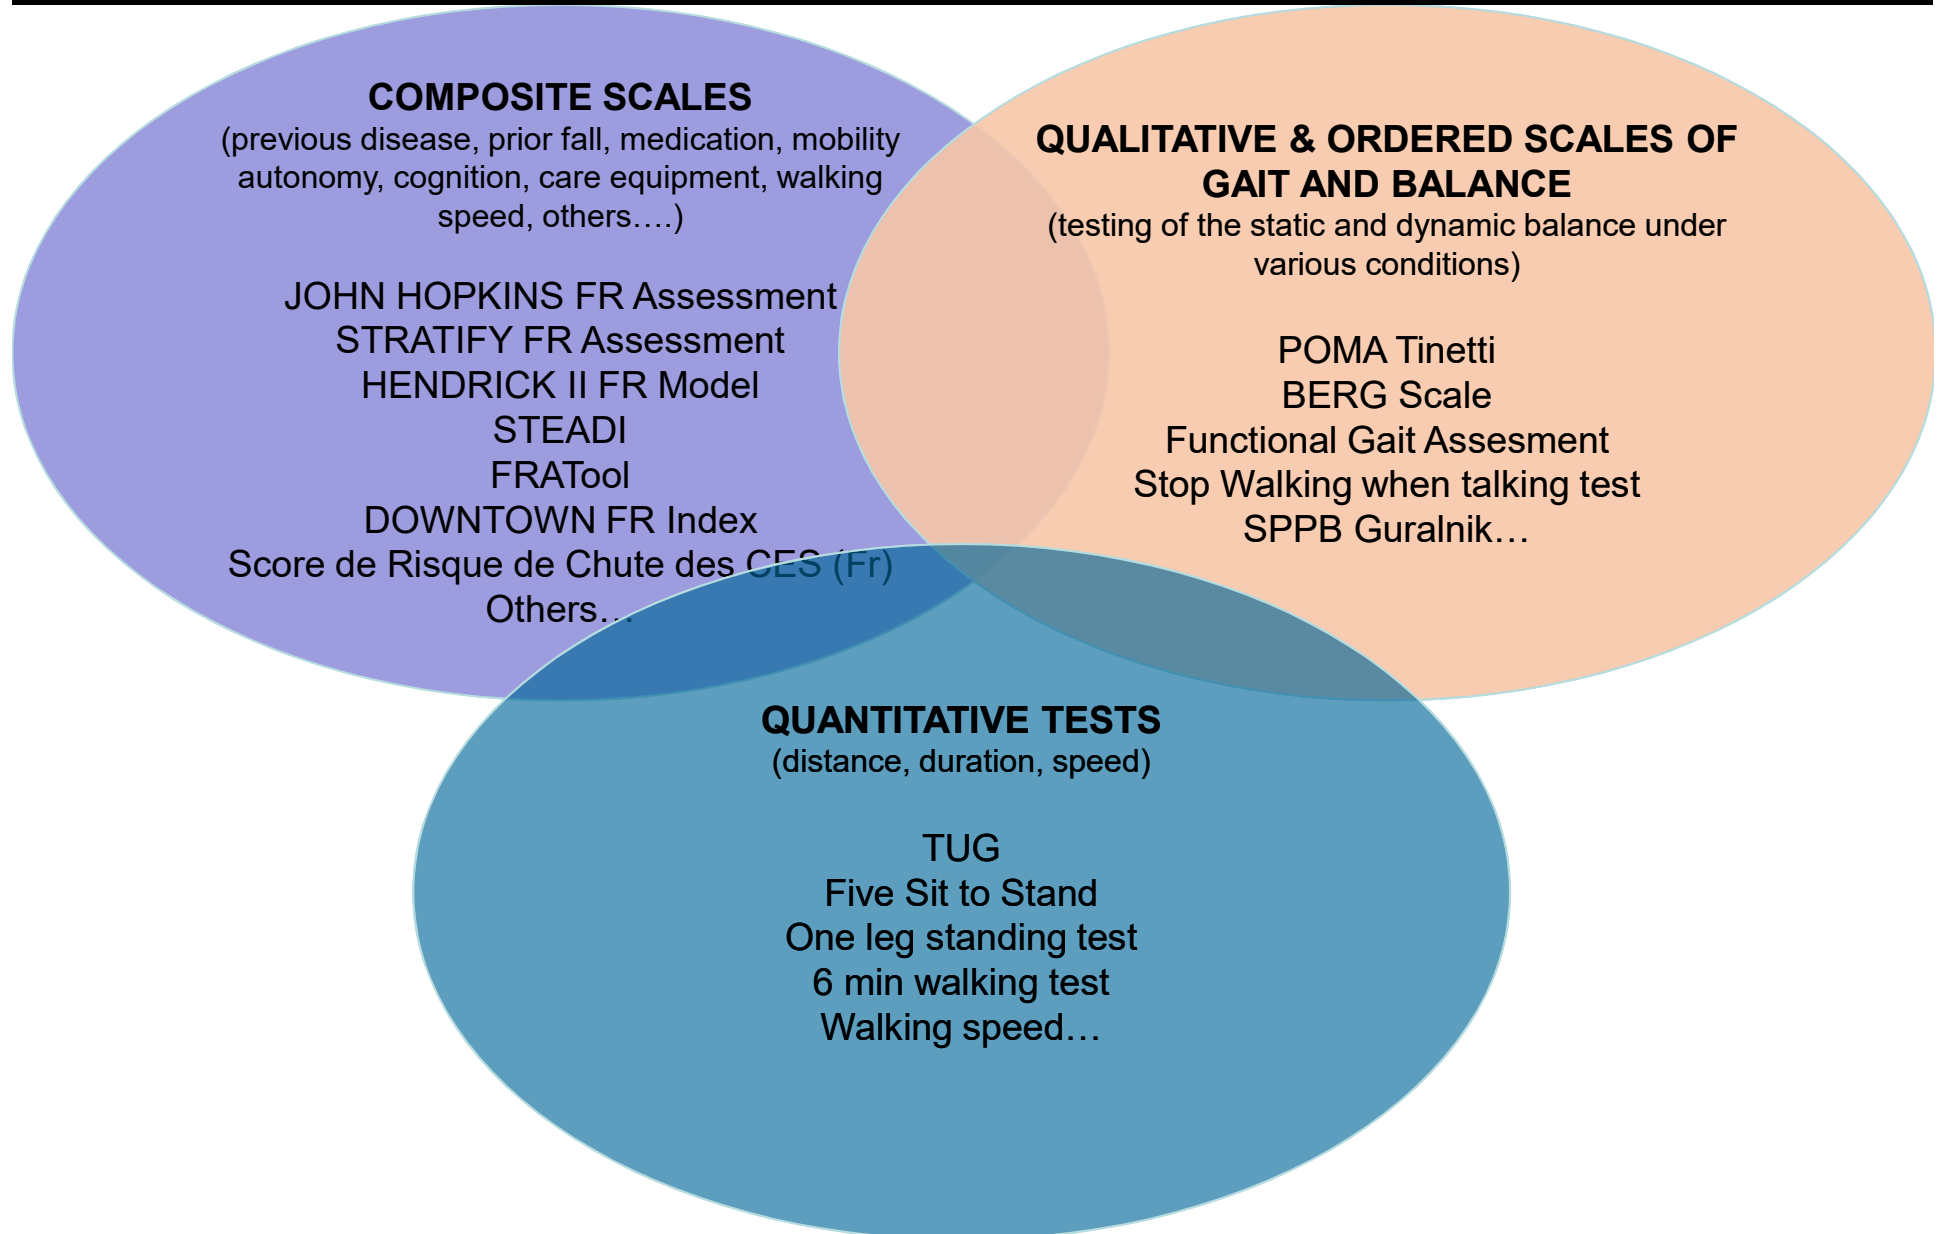 COMPOSITE SCALES
(previous disease, prior fall, medication, mobility
autonomy, cognition, care equipment, walking
speed, others….)
JOHN HOPKINS FR Assessment
STRATIFY FR Assessment
HENDRICK II FR Model
STEADI
FRATool
DOWNTOWN FR Index
Score de Risque de Chute des CES (Fr)
Others…
QUALITATIVE & ORDERED SCALES OF
GAIT AND BALANCE
(testing of the static and dynamic balance under
various conditions)
POMA Tinetti
BERG Scale
Functional Gait Assesment
Stop Walking when talking test
SPPB Guralnik…
QUANTITATIVE TESTS
(distance, duration, speed)
TUG
Five Sit to Stand
One leg standing test
6 min walking test
Walking speed…